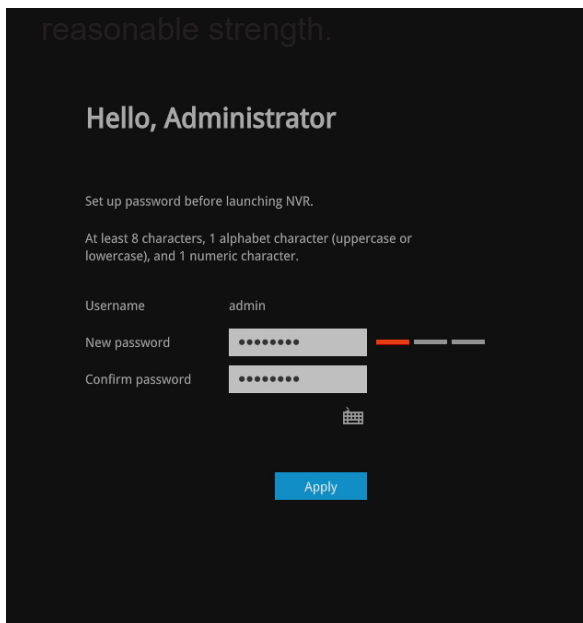 reasonable strength.
Hello, Administrator
Set up password before launching NVR.
At least 8 characters, 1 alphabet character (uppercase or
lowercase), and 1 numeric character.
Username admin
New password ●●●●●●●●
Confirm password ●●●●●●●●
Apply